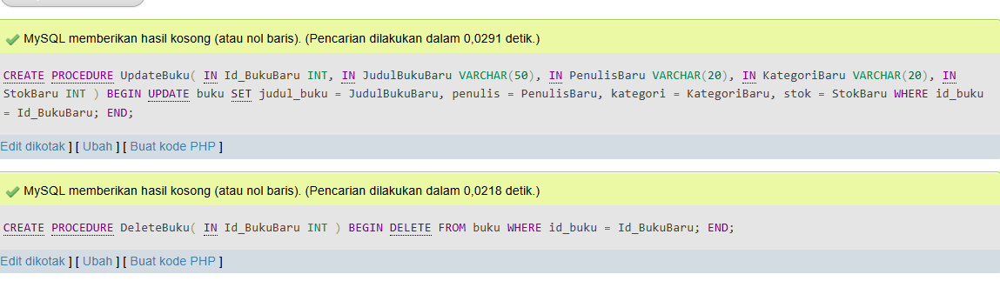 MySQL memberikan hasil kosong (atau nol baris). (Pencarian dilakukan dalam 0,0291 detik.)
CREATE PROCEDURE UpdateBuku( IN Id_BukuBaru INT, IN JudulBukuBaru VARCHAR(50), IN PenulisBaru VARCHAR(20), IN KategoriBaru VARCHAR(20), IN
StokBaru INT ) BEGIN UPDATE buku SET judul_buku = JudulBukuBaru, penulis = PenulisBaru, kategori = KategoriBaru, stok = StokBaru WHERE id_buku
= Id_BukuBaru; END;
Edit dikotak ] [ Ubah ] [ Buat kode PHP ]
MySQL memberikan hasil kosong (atau nol baris). (Pencarian dilakukan dalam 0,0218 detik.)
CREATE PROCEDURE DeleteBuku( IN Id_BukuBaru INT ) BEGIN DELETE FROM buku WHERE id_buku = Id_BukuBaru; END;
Edit dikotak ] [ Ubah ] [ Buat kode PHP ]